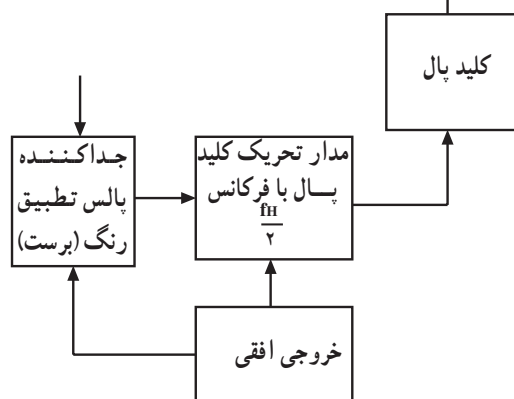 کلید پال
جداکننده
پالس تطبیق
رنگ (برست)
مدار تحریک کلید
پال با فرکانس
fH
۲
خروجی افقی